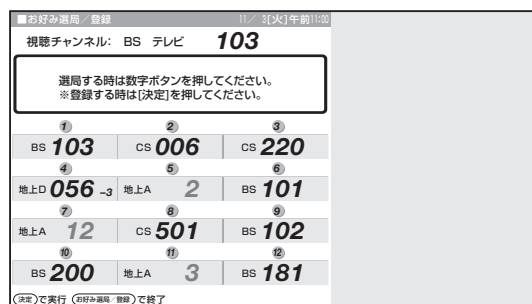 ■お好み選局／登録 11／ 3[火]午前11:00
視聴チャンネル: BS テレビ 103
選局する時は数字ボタンを押してください。
※登録する時は[決定]を押してください。
1 2 3
BS 103 CS 006 CS 220
4 5 6
地上D 056 -3 地上A 2 BS 101
7 8 9
地上A 12 CS 501 BS 102
10 11 12
BS 200 地上A 3 BS 181
(決定)で実行 (お好み選局／登録)で終了